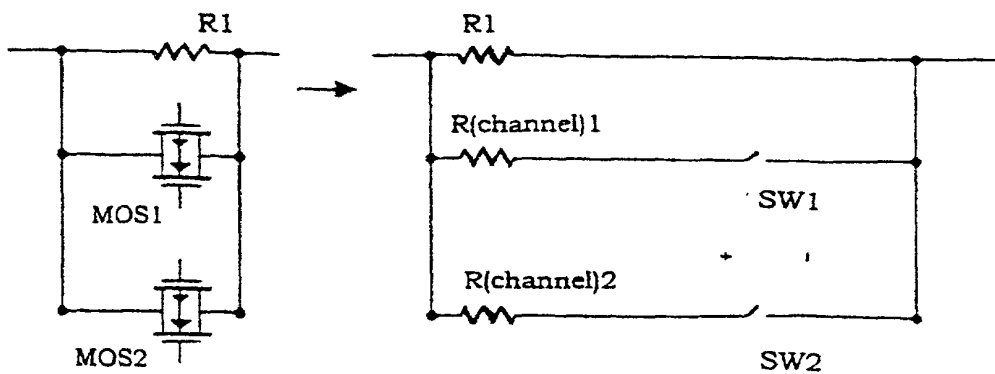 R1
R1
R(channel)1
MOS1
SW1
R(channel)2
MOS2
SW2